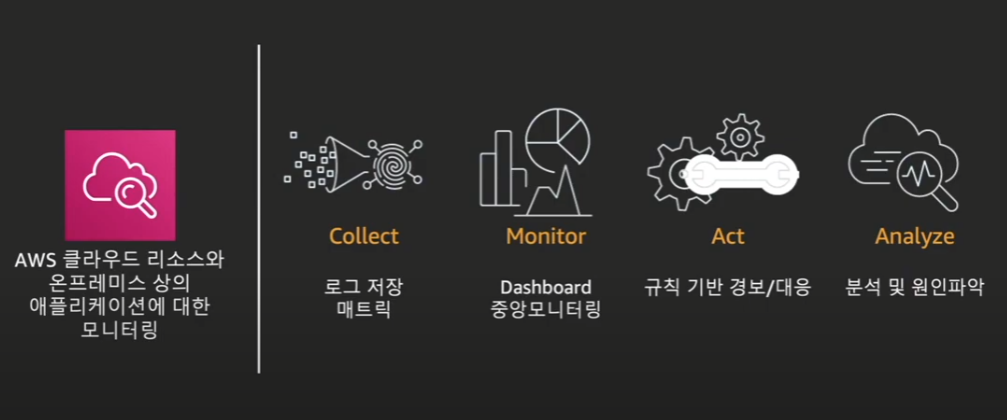 AWS 클라우드 리소스와
온프레미스 상의
애플리케이션에 대한
모니터링
Collect
로그 저장
매트릭
Monitor
Dashboard
중앙모니터링
Act
규칙 기반 경보/대응
Analyze
분석 및 원인파악